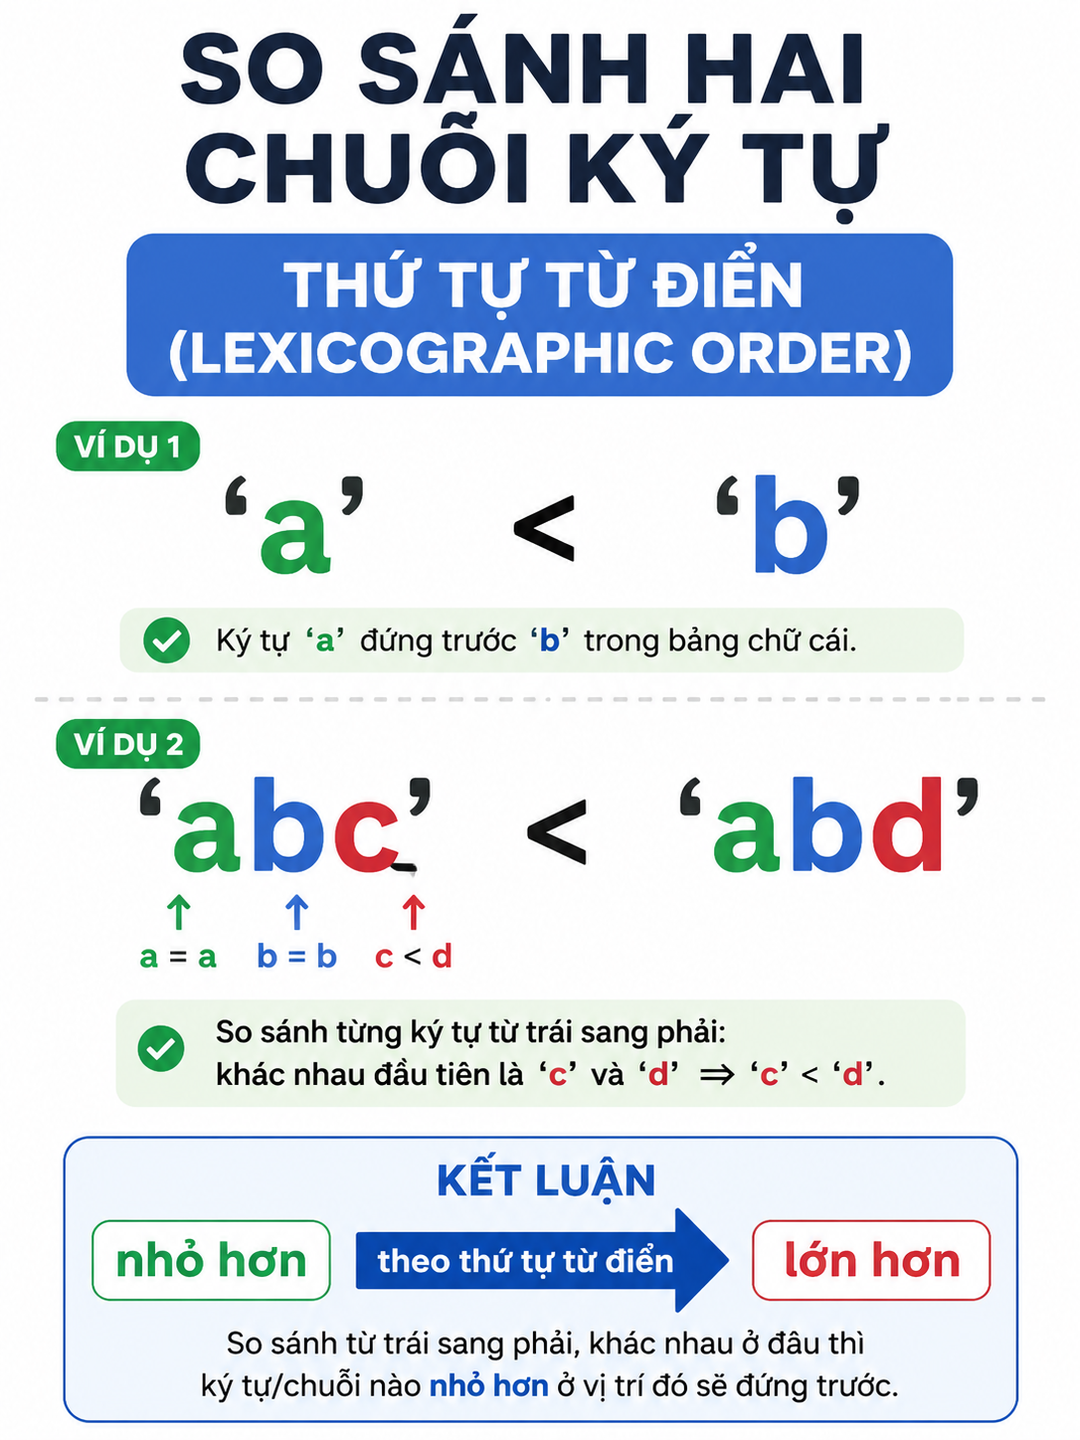 SO SÁNH HAI
CHUỖI KÝ TỰ
THỨ TỰ TỪ ĐIỂN
(LEXICOGRAPHIC ORDER)
VÍ DỤ 1
‘a’ < ‘b’
Ký tự ‘a’ đứng trước ‘b’ trong bảng chữ cái.
VÍ DỤ 2
‘abc’ < ‘abd’
↑ ↑ ↑
a = a b = b c < d
So sánh từng ký tự từ trái sang phải:
khác nhau đầu tiên là ‘c’ và ‘d’ ⇒ ‘c’ < ‘d’.
KẾT LUẬN
nhỏ hơn theo thứ tự từ điển lớn hơn
So sánh từ trái sang phải, khác nhau ở đâu thì
ký tự/chuỗi nào nhỏ hơn ở vị trí đó sẽ đứng trước.